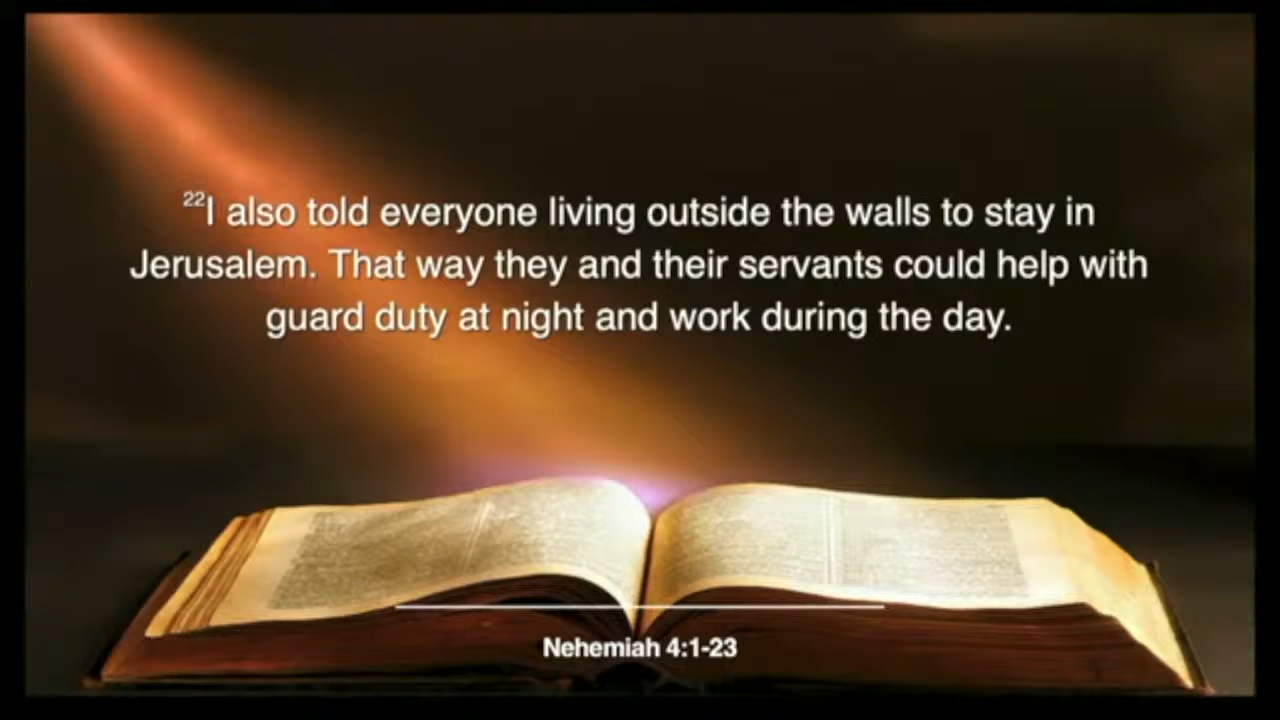 ²²I also told everyone living outside the walls to stay in
Jerusalem. That way they and their servants could help with
guard duty at night and work during the day.
Nehemiah 4:1-23